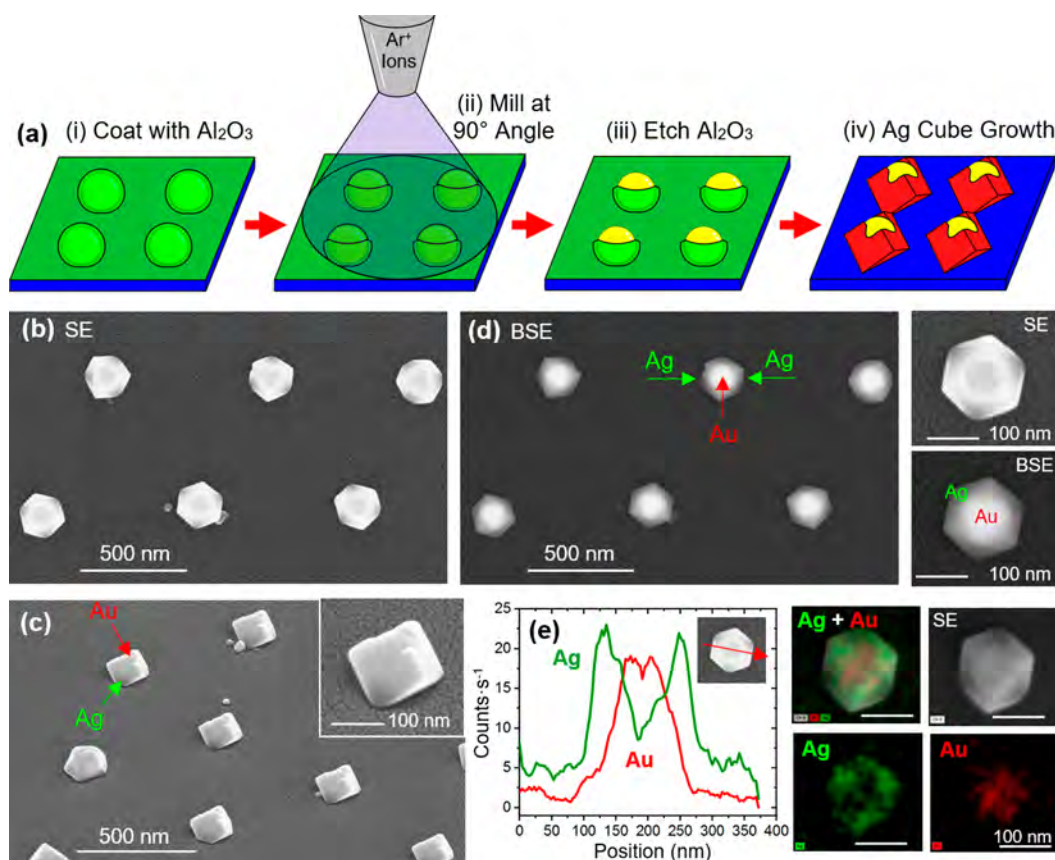 Ar⁺
Ions
(a)
(i) Coat with Al₂O₃
(ii) Mill at
90° Angle
(iii) Etch Al₂O₃
(iv) Ag Cube Growth
(b) SE
500 nm
(d) BSE
Ag
Ag
Au
500 nm
SE
100 nm
BSE
Ag
Au
100 nm
(c)
Au
Ag
100 nm
500 nm
(e)
Counts·s⁻¹
25
20
15
10
5
0
Ag
Au
0 50 100 150 200 250 300 350 400
Position (nm)
Ag + Au
SE
Ag
Au
100 nm